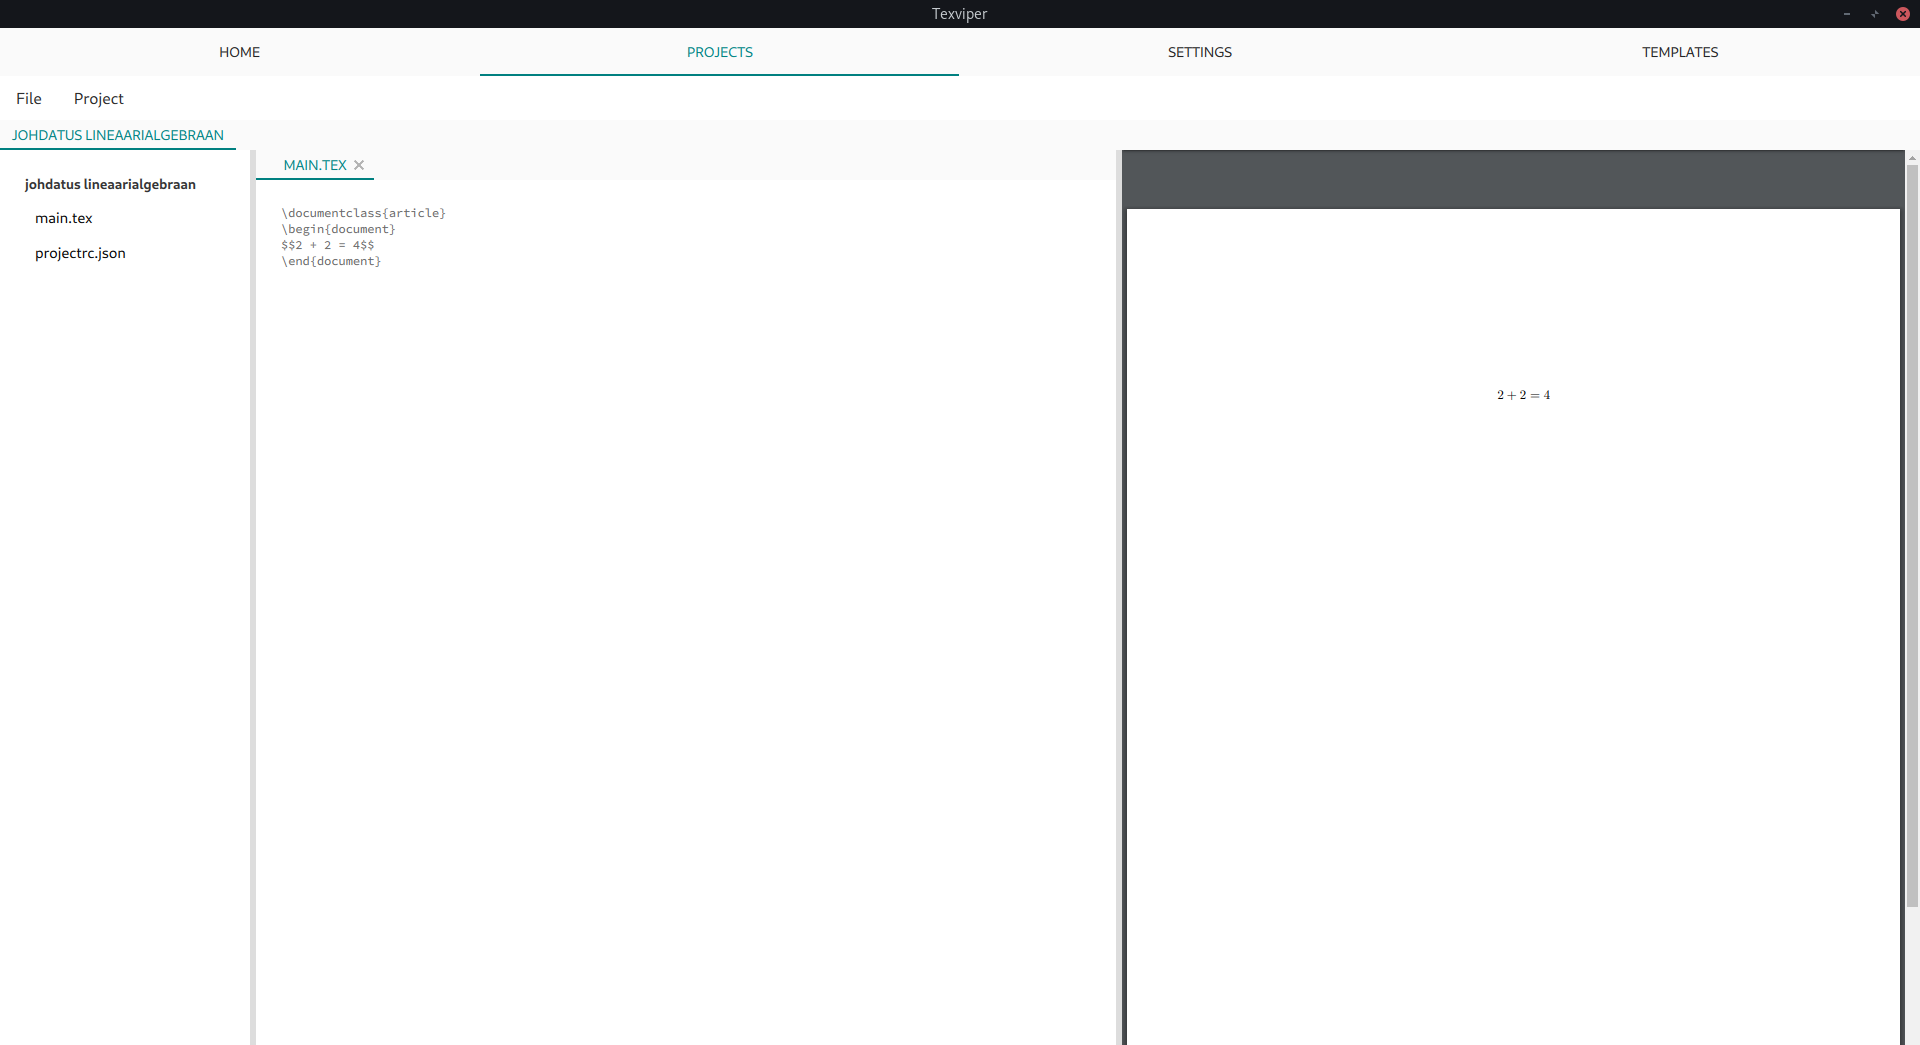 Texviper
HOME PROJECTS SETTINGS TEMPLATES
File Project
JOHDATUS LINEAARIALGEBRAAN
johdatus lineaarialgebraan
main.tex
projectrc.json
MAIN.TEX
\documentclass{article}
\begin{document}
$$2 + 2 = 4$$
\end{document}
2 + 2 = 4